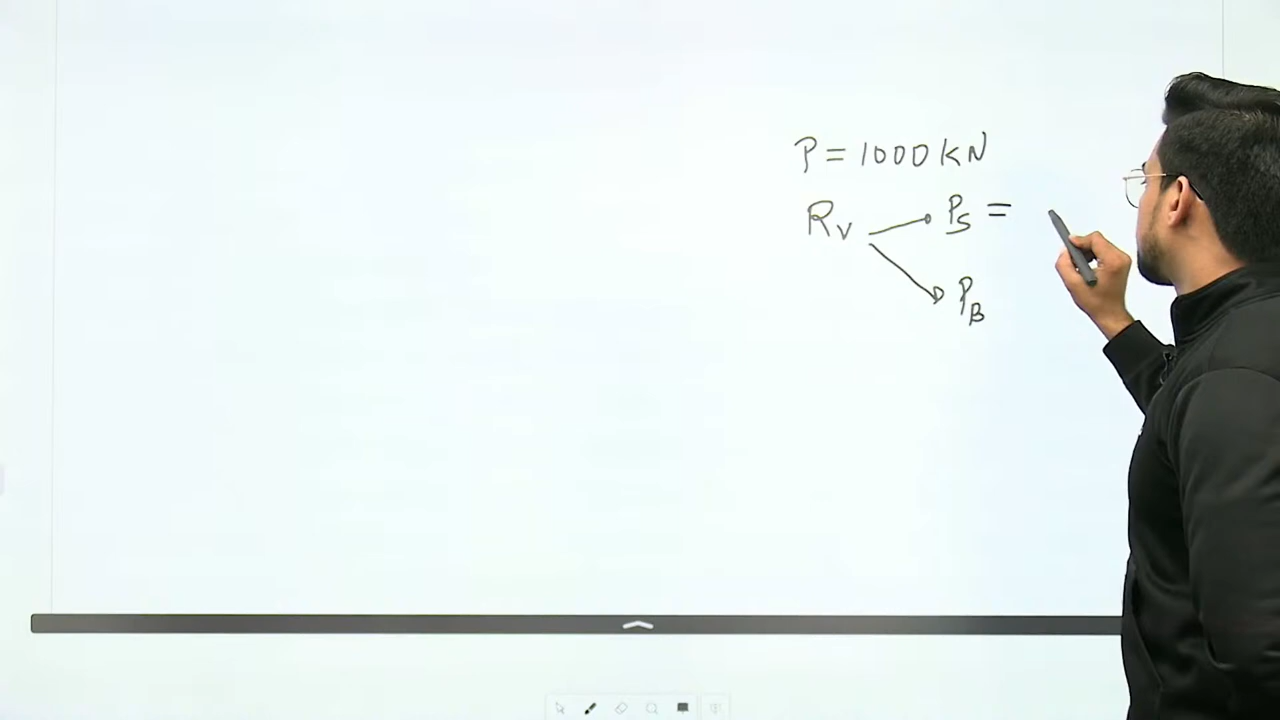 P = 1000 kN
R_V → P_S =
→ P_B